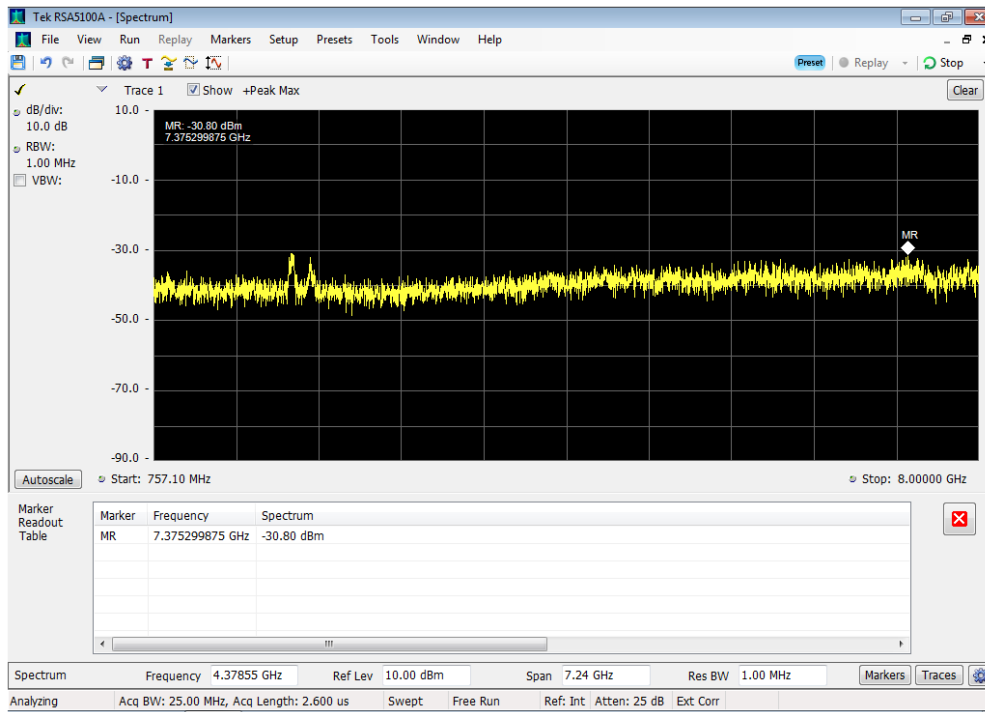 Tek RSA5100A - [Spectrum]
File View Run Replay Markers Setup Presets Tools Window Help
T Preset Replay Stop
Trace 1 Show +Peak Max Clear
dB/div:
10.0 dB
RBW:
1.00 MHz
VBW:
10.0 -
-10.0 -
-30.0 -
-50.0 -
-70.0 -
-90.0 -
MR: -30.80 dBm
7.375299875 GHz
MR
Autoscale Start: 757.10 MHz Stop: 8.00000 GHz
Marker
Readout
Table
Marker Frequency Spectrum
MR 7.375299875 GHz -30.80 dBm
Spectrum Frequency 4.37855 GHz Ref Lev 10.00 dBm Span 7.24 GHz Res BW 1.00 MHz Markers Traces
Analyzing Acq BW: 25.00 MHz, Acq Length: 2.600 us Swept Free Run Ref: Int Atten: 25 dB Ext Corr